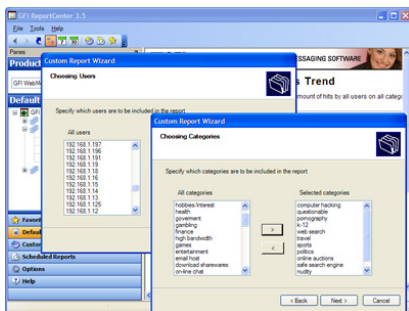 GFI ReportCenter 3.5
File Tools Help
Panes
Product
GFI WebM
Default
GFI
Favorit
Default
Custom
Scheduled Reports
Options
Help
ESSAGING SOFTWARE
s Trend
mount of hits by all users on all catego
Custom Report Wizard
Choosing Users
Specify which users are to be included in the report
All users
192.168.1.197
192.168.1.196
192.168.1.191
192.168.1.19
192.168.1.18
192.168.1.16
192.168.1.15
192.168.1.14
192.168.1.13
192.168.1.125
192.168.1.12
Custom Report Wizard
Choosing Categories
Specify which categories are to be included in the report
All categories
hobbies/interest
health
goverment
gambling
finance
high bandwidth
games
entertainment
email host
download sharewares
on-line chat
>
<
Selected categories
computer hacking
questionable
pornography
k-12
web search
travel
sports
politics
online auctions
safe search engine
nudity
< Back
Next >
Cancel